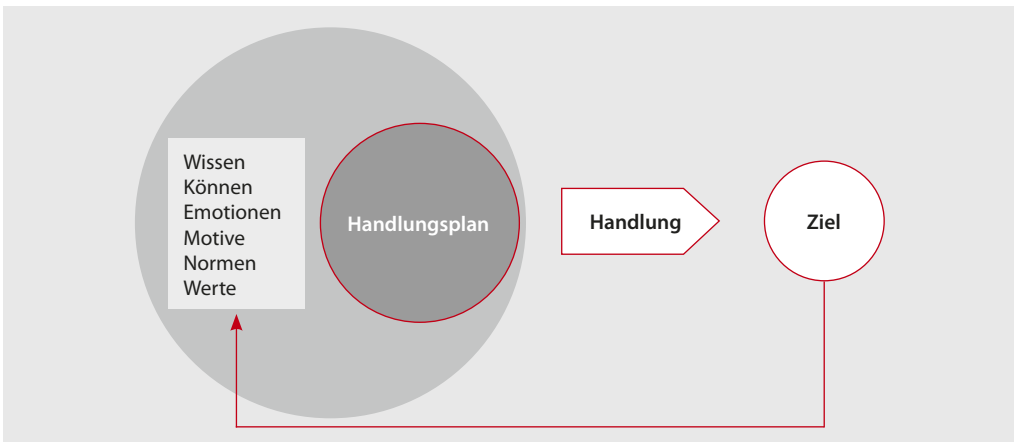 Wissen
Können
Emotionen
Motive
Normen
Werte
Handlungsplan
Handlung
Ziel